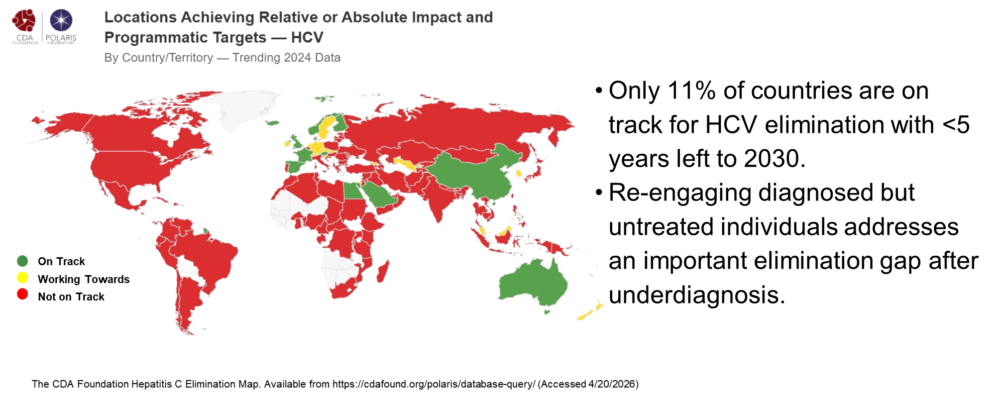 CDA
FOUNDATION
POLARIS
OBSERVATORY
Locations Achieving Relative or Absolute Impact and
Programmatic Targets — HCV
By Country/Territory — Trending 2024 Data
• Only 11% of countries are on
track for HCV elimination with <5
years left to 2030.
• Re-engaging diagnosed but
untreated individuals addresses
an important elimination gap after
underdiagnosis.
On Track
Working Towards
Not on Track
The CDA Foundation Hepatitis C Elimination Map. Available from https://cdafound.org/polaris/database-query/ (Accessed 4/20/2026)